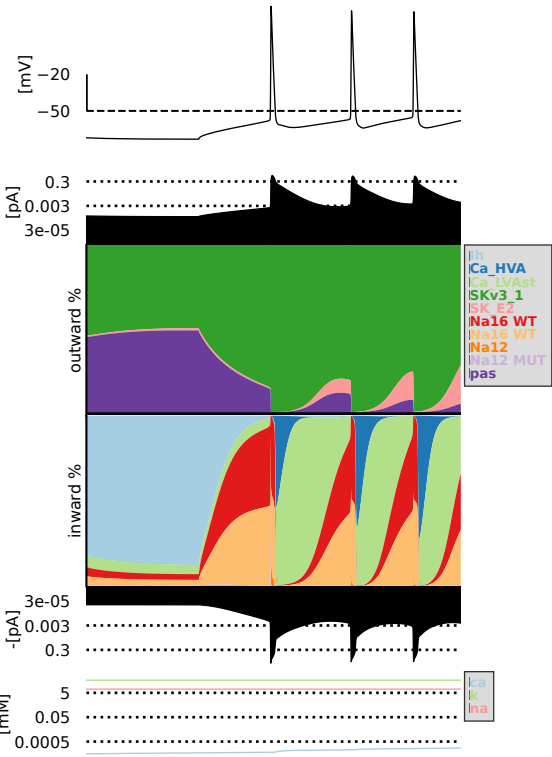 [mV]
−20
−50
[pA]
0.3
0.003
3e-05
outward %
Ih
Ca_HVA
Ca_LVAst
SKv3_1
SK_E2
Na16 WT
Na16 WT
Na12
Na12 MUT
pas
inward %
-[pA]
3e-05
0.003
0.3
[mM]
5
0.05
0.0005
ca
k
na